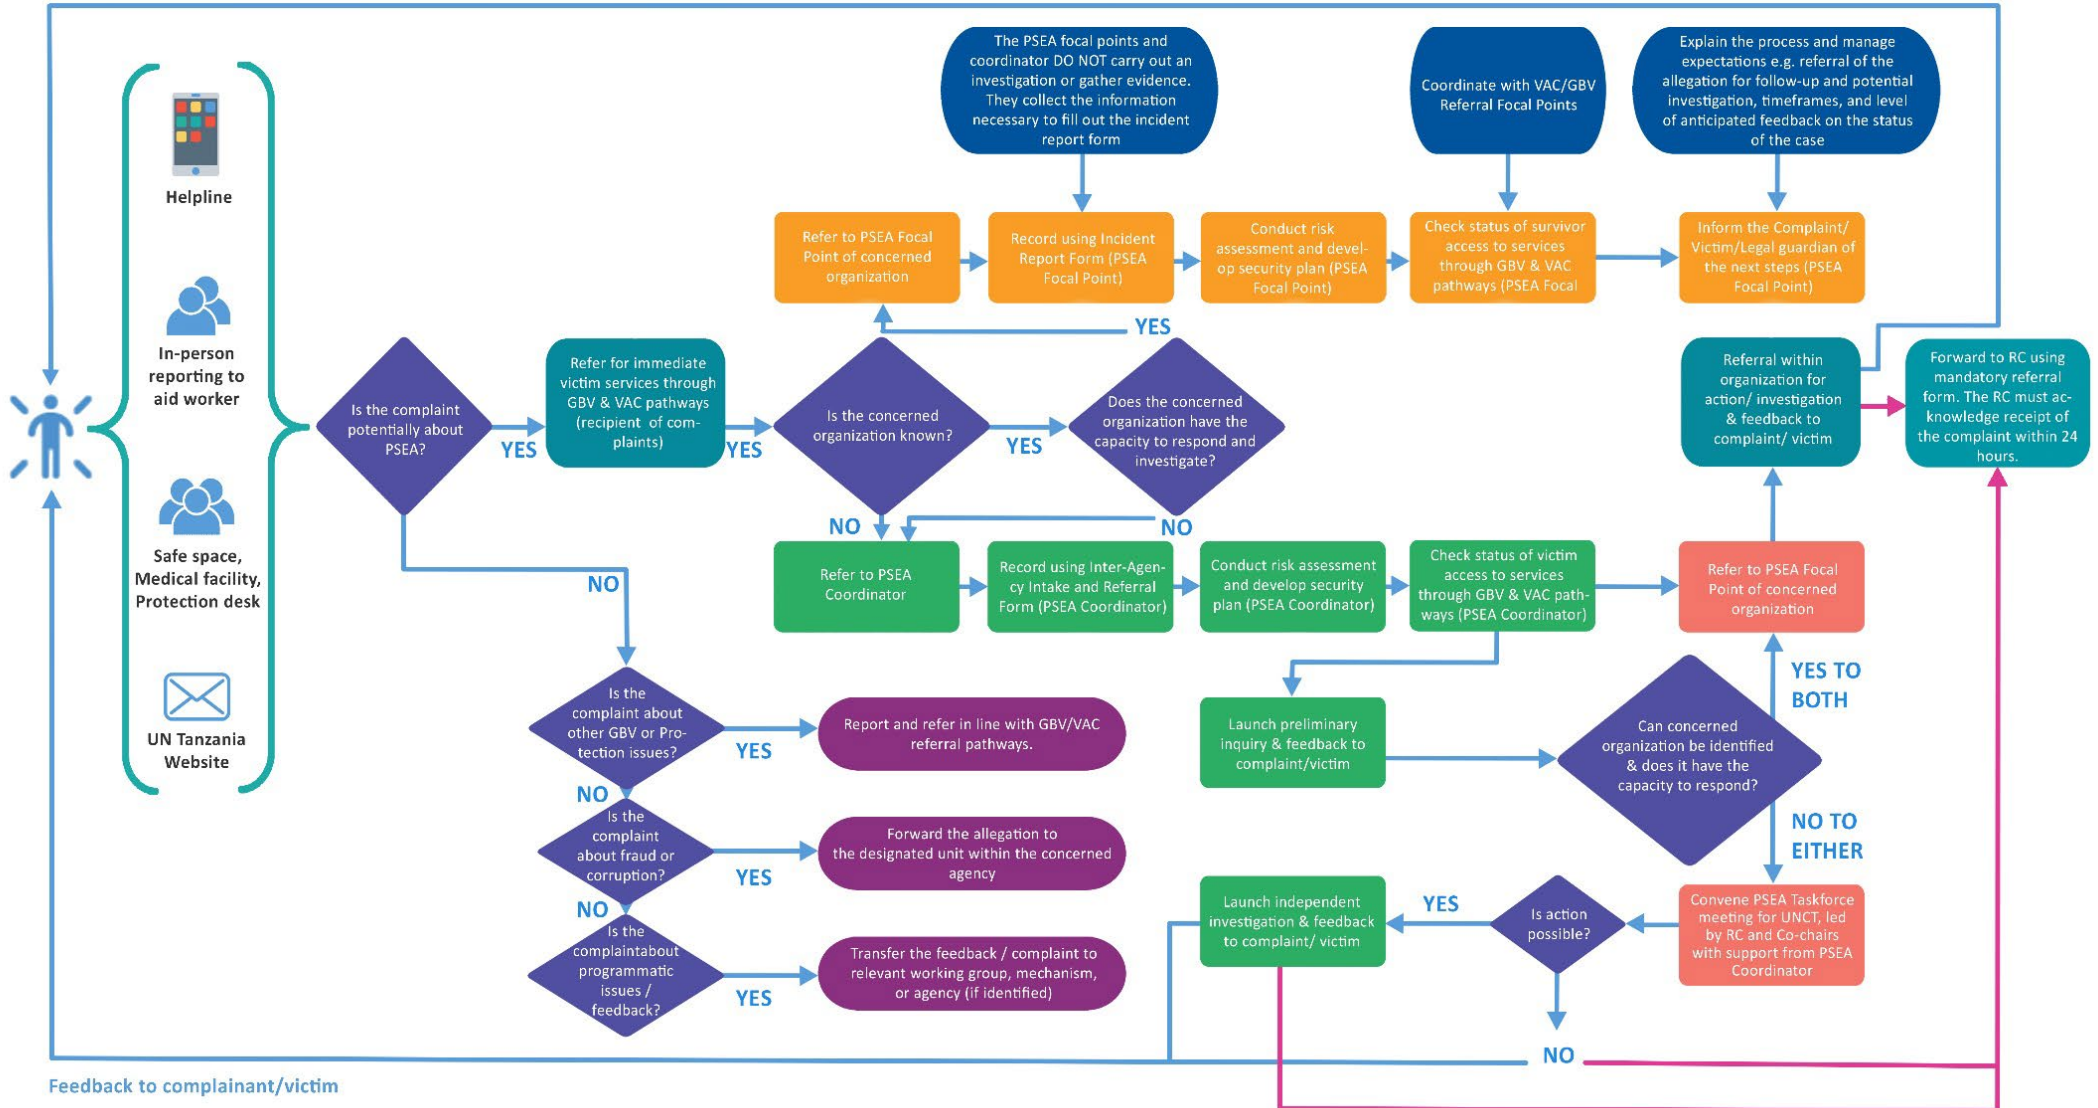 Helpline
In-person
reporting to
aid worker
Safe space,
Medical facility,
Protection desk
UN Tanzania
Website
Is the complaint
potentially about
PSEA?
YES
Refer for immediate
victim services through
GBV & VAC pathways
(recipient of com-
plaints)
YES
Is the concerned
organization known?
YES
Does the concerned
organization have the
capacity to respond and
investigate?
YES
The PSEA focal points and
coordinator DO NOT carry out an
investigation or gather evidence.
They collect the information
necessary to fill out the incident
report form
Coordinate with VAC/GBV
Referral Focal Points
Explain the process and manage
expectations e.g. referral of the
allegation for follow-up and potential
investigation, timeframes, and level
of anticipated feedback on the status
of the case
Refer to PSEA Focal
Point of concerned
organization
Record using Incident
Report Form (PSEA
Focal Point)
Conduct risk
assessment and devel-
op security plan (PSEA
Focal Point)
Check status of survivor
access to services
through GBV & VAC
pathways (PSEA Focal
Inform the Complaint/
Victim/Legal guardian of
the next steps (PSEA
Focal Point)
Referral within
organization for
action/ investigation
& feedback to
complaint/ victim
Forward to RC using
mandatory referral
form. The RC must ac-
knowledge receipt of
the complaint within 24
hours.
NO
NO
Refer to PSEA
Coordinator
Record using Inter-Agen-
cy Intake and Referral
Form (PSEA Coordinator)
Conduct risk assessment
and develop security
plan (PSEA Coordinator)
Check status of victim
access to services
through GBV & VAC path-
ways (PSEA Coordinator)
Refer to PSEA Focal
Point of concerned
organization
NO
Is the
complaint about
other GBV or Pro-
tection issues?
YES
Report and refer in line with GBV/VAC
referral pathways.
NO
Is the
complaint
about fraud or
corruption?
YES
Forward the allegation to
the designated unit within the concerned
agency
NO
Is the
complaintabout
programmatic
issues /
feedback?
YES
Transfer the feedback / complaint to
relevant working group, mechanism,
or agency (if identified)
Launch preliminary
inquiry & feedback to
complaint/victim
Can concerned
organization be identified
& does it have the
capacity to respond?
YES TO
BOTH
NO TO
EITHER
Convene PSEA Taskforce
meeting for UNCT, led
by RC and Co-chairs
with support from PSEA
Coordinator
Is action
possible?
YES
Launch independent
investigation & feedback
to complaint/ victim
NO
Feedback to complainant/victim